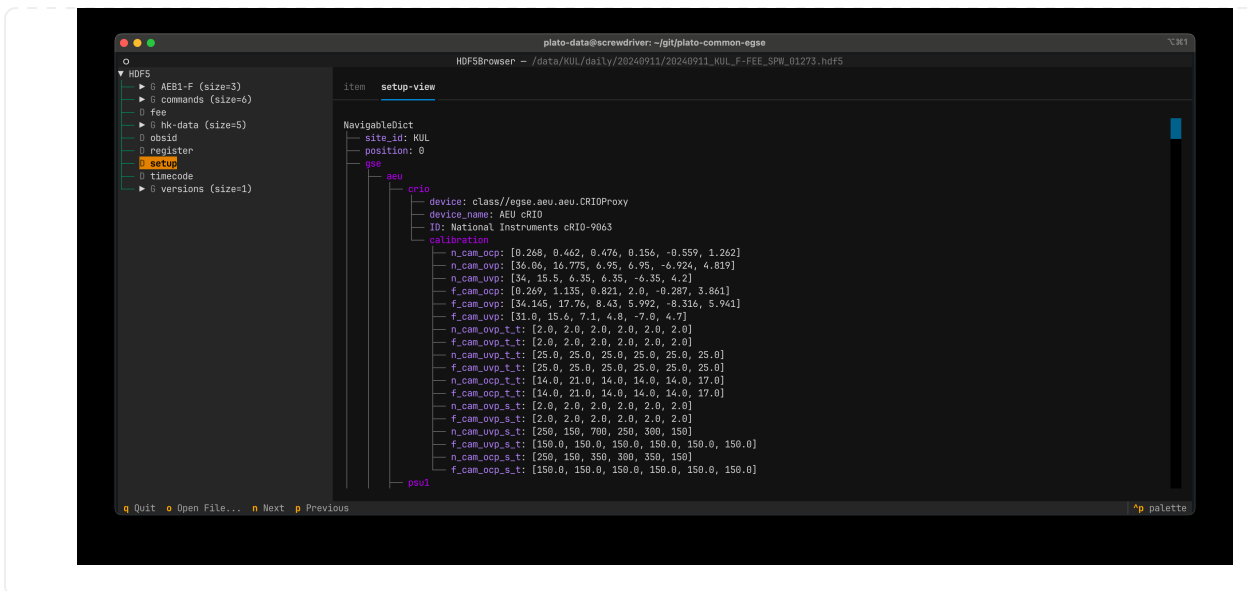 plato-data@screwdriver: ~/git/plato-common-egse
⌥⌘1
HDF5Browser — /data/KUL/daily/20240911/20240911_KUL_F-FEE_SPW_01273.hdf5
▼ HDF5
▶ G AEB1-F (size=3)
▶ G commands (size=6)
D fee
▶ G hk-data (size=5)
D obsid
D register
D setup
D timecode
▶ G versions (size=1)
item setup-view
NavigableDict
site_id: KUL
position: 0
gse
aeu
crio
device: class//egse.aeu.aeu.CRIOProxy
device_name: AEU cRIO
ID: National Instruments cRIO-9063
calibration
n_cam_ocp: [0.268, 0.462, 0.476, 0.156, -0.559, 1.262]
n_cam_ovp: [36.06, 16.775, 6.95, 6.95, -6.924, 4.819]
n_cam_uvp: [34, 15.5, 6.35, 6.35, -6.35, 4.2]
f_cam_ocp: [0.269, 1.135, 0.821, 2.0, -0.287, 3.861]
f_cam_ovp: [34.145, 17.76, 8.43, 5.992, -8.316, 5.941]
f_cam_uvp: [31.0, 15.6, 7.1, 4.8, -7.0, 4.7]
n_cam_ovp_t_t: [2.0, 2.0, 2.0, 2.0, 2.0, 2.0]
f_cam_ovp_t_t: [2.0, 2.0, 2.0, 2.0, 2.0, 2.0]
n_cam_uvp_t_t: [25.0, 25.0, 25.0, 25.0, 25.0, 25.0]
f_cam_uvp_t_t: [25.0, 25.0, 25.0, 25.0, 25.0, 25.0]
n_cam_ocp_t_t: [14.0, 21.0, 14.0, 14.0, 14.0, 17.0]
f_cam_ocp_t_t: [14.0, 21.0, 14.0, 14.0, 14.0, 17.0]
n_cam_ovp_s_t: [2.0, 2.0, 2.0, 2.0, 2.0, 2.0]
f_cam_ovp_s_t: [2.0, 2.0, 2.0, 2.0, 2.0, 2.0]
n_cam_uvp_s_t: [250, 150, 700, 250, 300, 150]
f_cam_uvp_s_t: [150.0, 150.0, 150.0, 150.0, 150.0, 150.0]
n_cam_ocp_s_t: [250, 150, 350, 300, 350, 150]
f_cam_ocp_s_t: [150.0, 150.0, 150.0, 150.0, 150.0, 150.0]
psu1
q Quit o Open File... n Next p Previous
^p palette